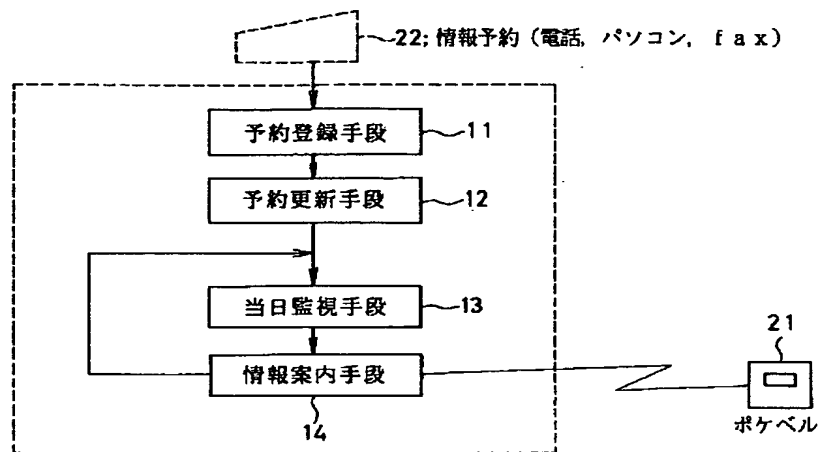 22;情報予約(電話,パソコン,fax)
予約登録手段 11
予約更新手段 12
当日監視手段 13
情報案内手段
14
21
ポケベル